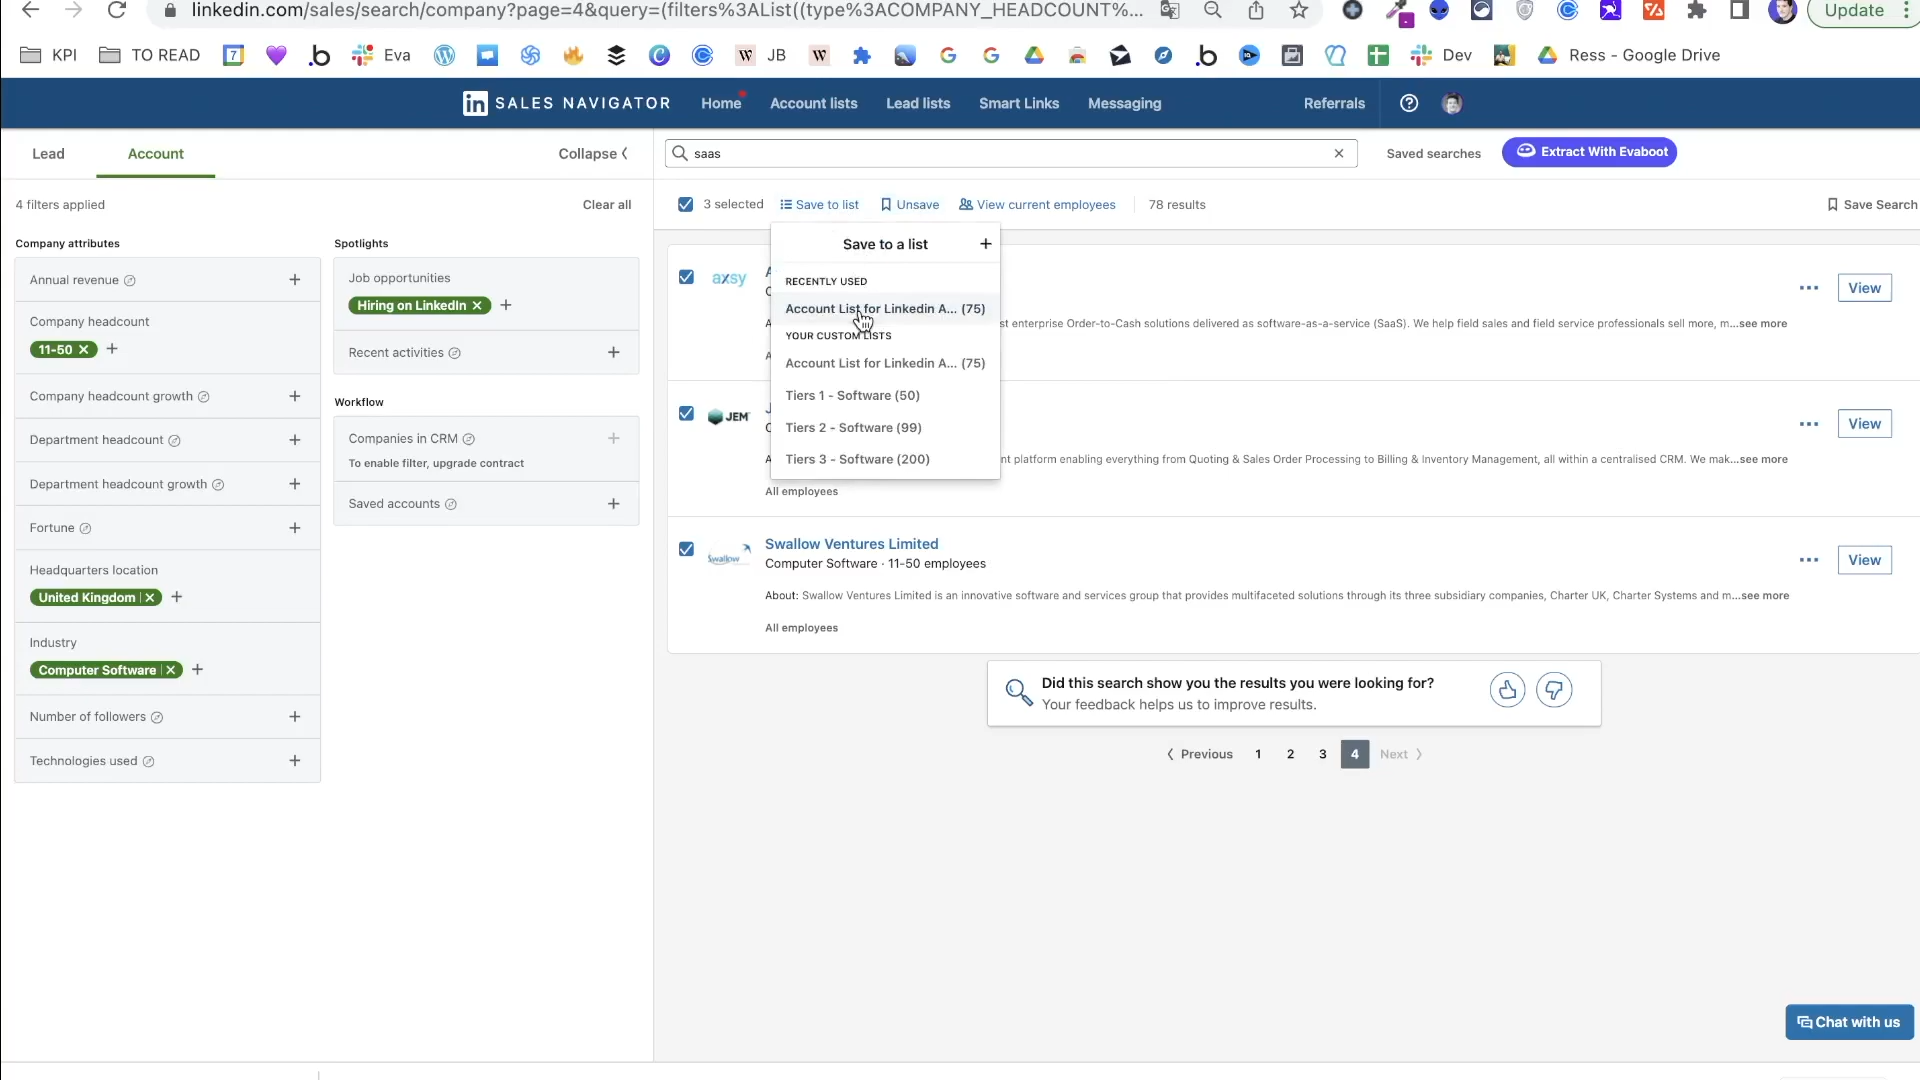 linkedin.com/sales/search/company?page=4&query=(filters%3AList((type%3ACOMPANY_HEADCOUNT%...
Update
KPI
TO READ
7
Eva
W JB
W
Dev
Ress - Google Drive
in SALES NAVIGATOR
Home
Account lists
Lead lists
Smart Links
Messaging
Referrals
Lead
Account
Collapse
saas
Saved searches
Extract With Evaboot
4 filters applied
Clear all
3 selected
Save to list
Unsave
View current employees
78 results
Save Search
Company attributes
Annual revenue
Company headcount
11-50
Company headcount growth
Department headcount
Department headcount growth
Fortune
Headquarters location
United Kingdom
Industry
Computer Software
Number of followers
Technologies used
Spotlights
Job opportunities
Hiring on LinkedIn
Recent activities
Workflow
Companies in CRM
To enable filter, upgrade contract
Saved accounts
Save to a list
RECENTLY USED
Account List for Linkedin A... (75)
YOUR CUSTOM LISTS
Account List for Linkedin A... (75)
Tiers 1 - Software (50)
Tiers 2 - Software (99)
Tiers 3 - Software (200)
axsy
View
st enterprise Order-to-Cash solutions delivered as software-as-a-service (SaaS). We help field sales and field service professionals sell more, m...see more
JEM
View
nt platform enabling everything from Quoting & Sales Order Processing to Billing & Inventory Management, all within a centralised CRM. We mak...see more
All employees
Swallow
Swallow Ventures Limited
Computer Software · 11-50 employees
View
About: Swallow Ventures Limited is an innovative software and services group that provides multifaceted solutions through its three subsidiary companies, Charter UK, Charter Systems and m...see more
All employees
Did this search show you the results you were looking for?
Your feedback helps us to improve results.
Previous 1 2 3 4 Next
Chat with us